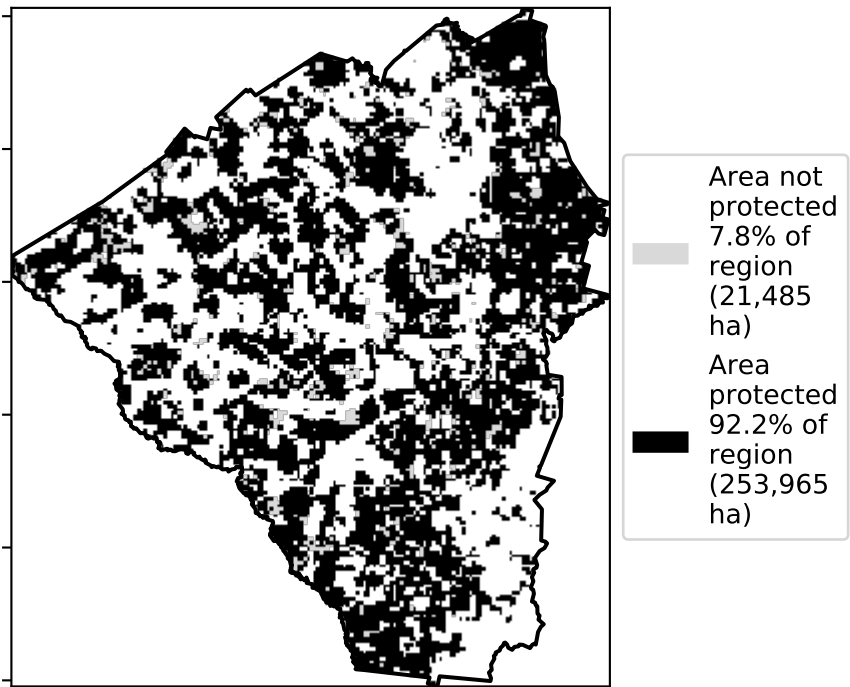 Area not
protected
7.8% of
region
(21,485
ha)
Area
protected
92.2% of
region
(253,965
ha)